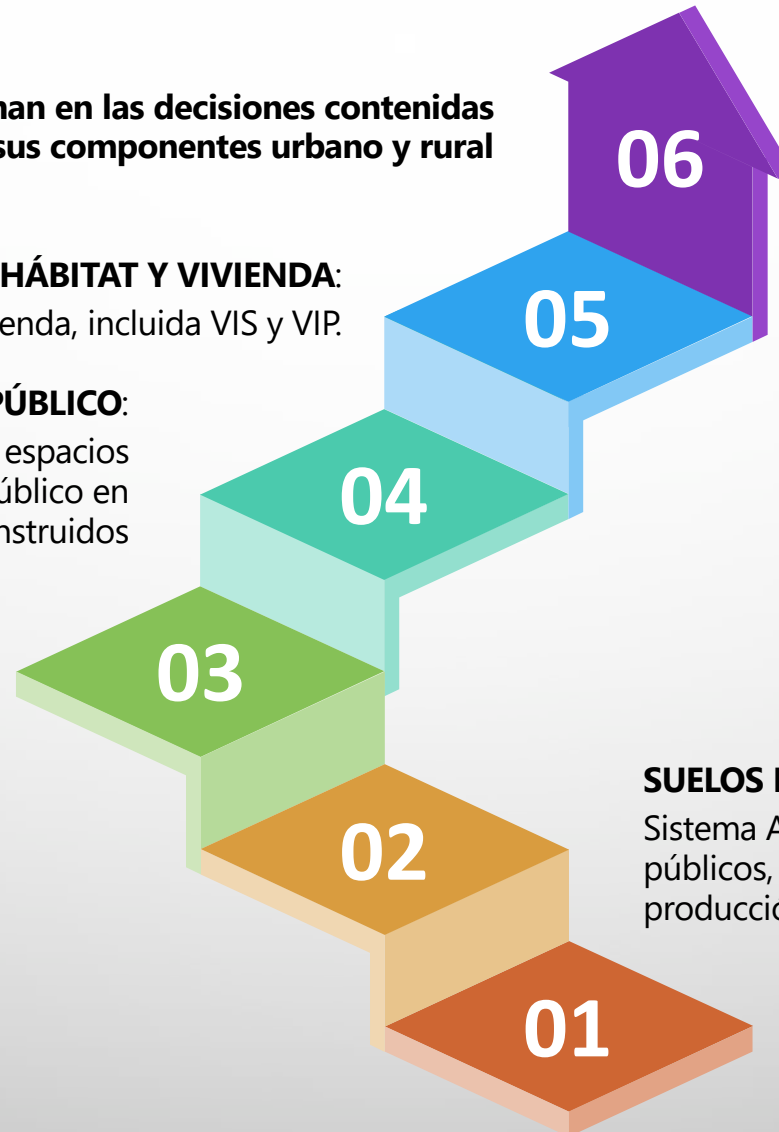 nan en las decisiones contenidas
sus componentes urbano y rural
06
HÁBITAT Y VIVIENDA:
enda, incluida VIS y VIP.
05
PÚBLICO:
espacios
úblico en
nstruidos
04
03
SUELOS
Sistema A
públicos,
producció
02
01